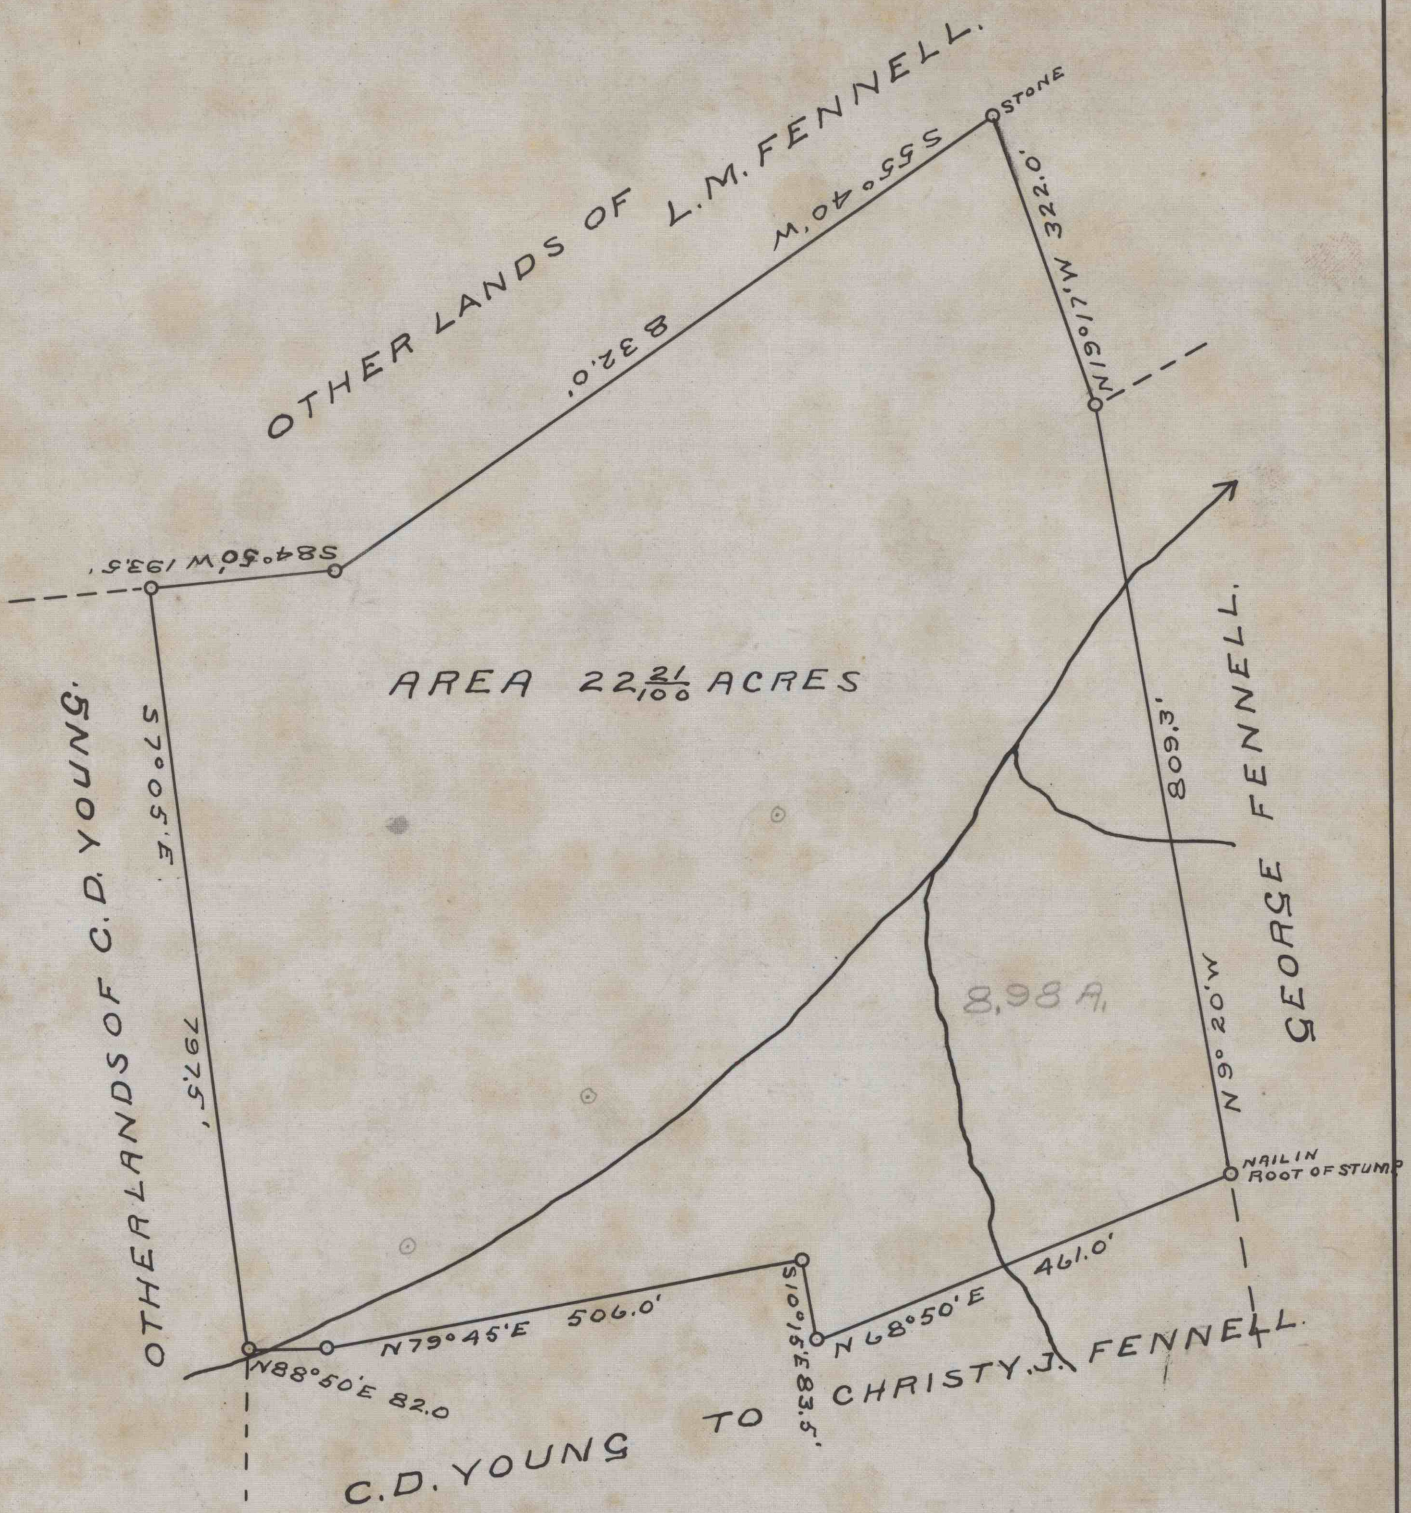 OTHER LANDS OF L.M. FENNELL.
STONE
S55°40'W
832.0'
N19°17'W 322.0'
S84°50'W 193.5'
AREA 22 21/100 ACRES
OTHER LANDS OF C.D. YOUNG.
S7°05'E
797.5'
809.3'
GEORGE FENNELL.
N9°20'W
8.98 A.
NAIL IN
ROOT OF STUMP
461.0'
N68°50'E
S10°15'E 83.5'
506.0'
N79°45'E
N88°50'E 82.0
C.D. YOUNG TO CHRISTY.J. FENNELL.